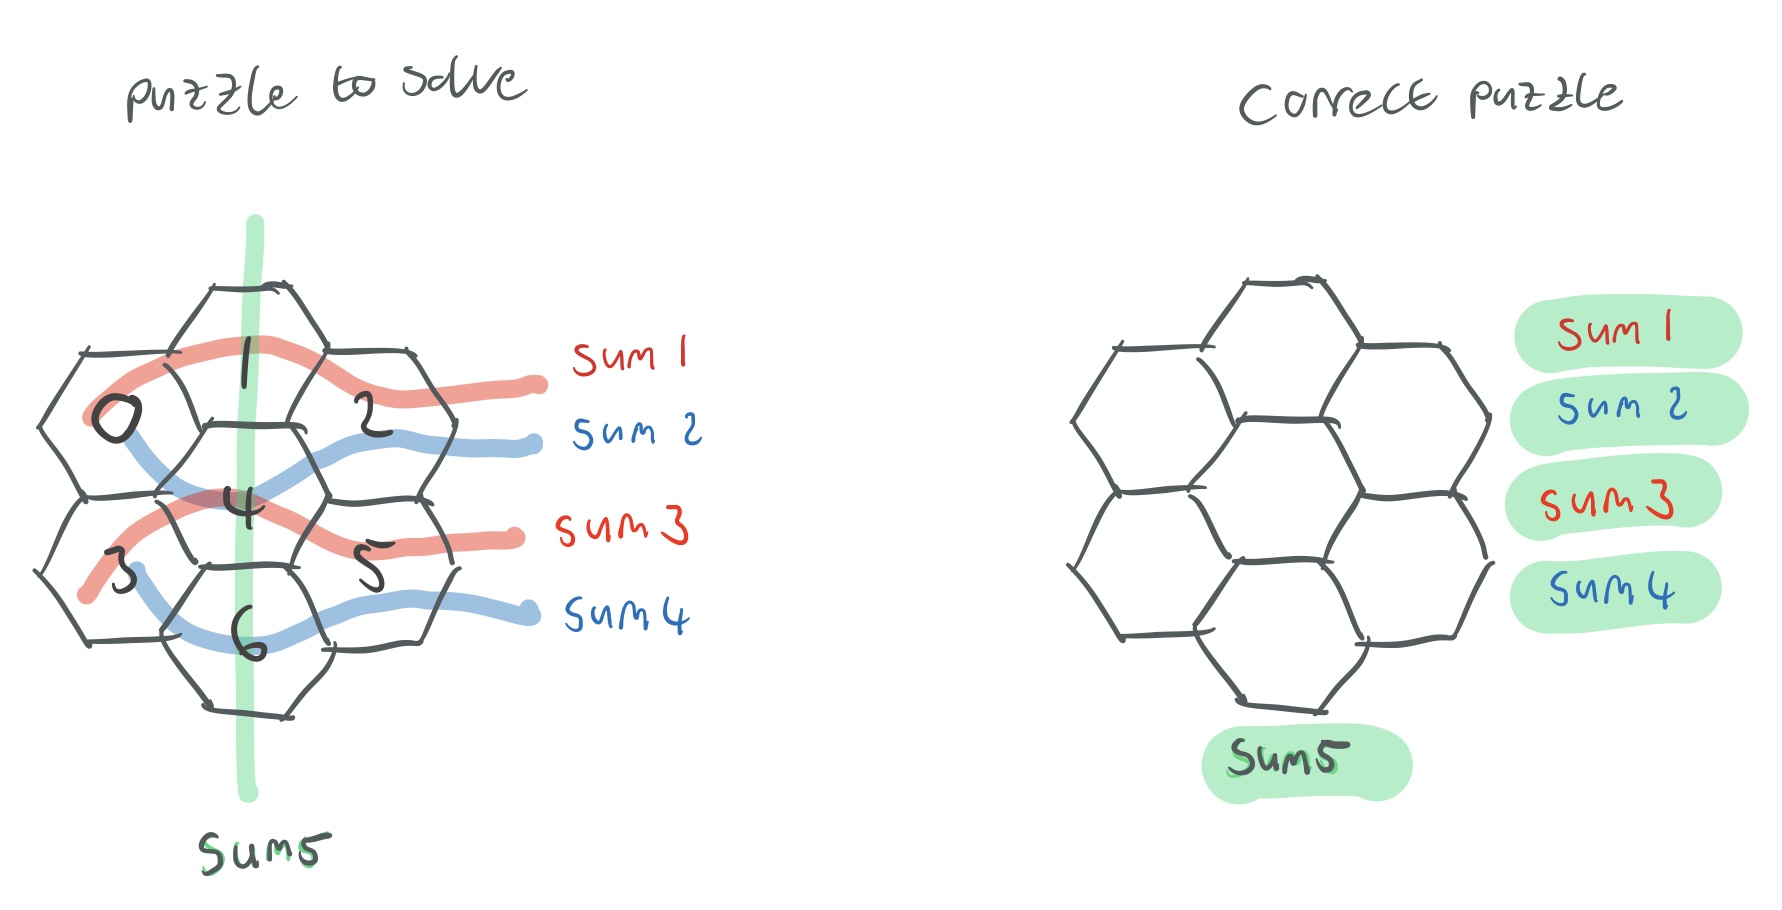 puzzle to solve
Correct puzzle
0
1
2
3
4
5
6
Sum 1
Sum 2
Sum 3
Sum 4
Sum5
Sum 1
Sum 2
Sum 3
Sum 4
Sum5